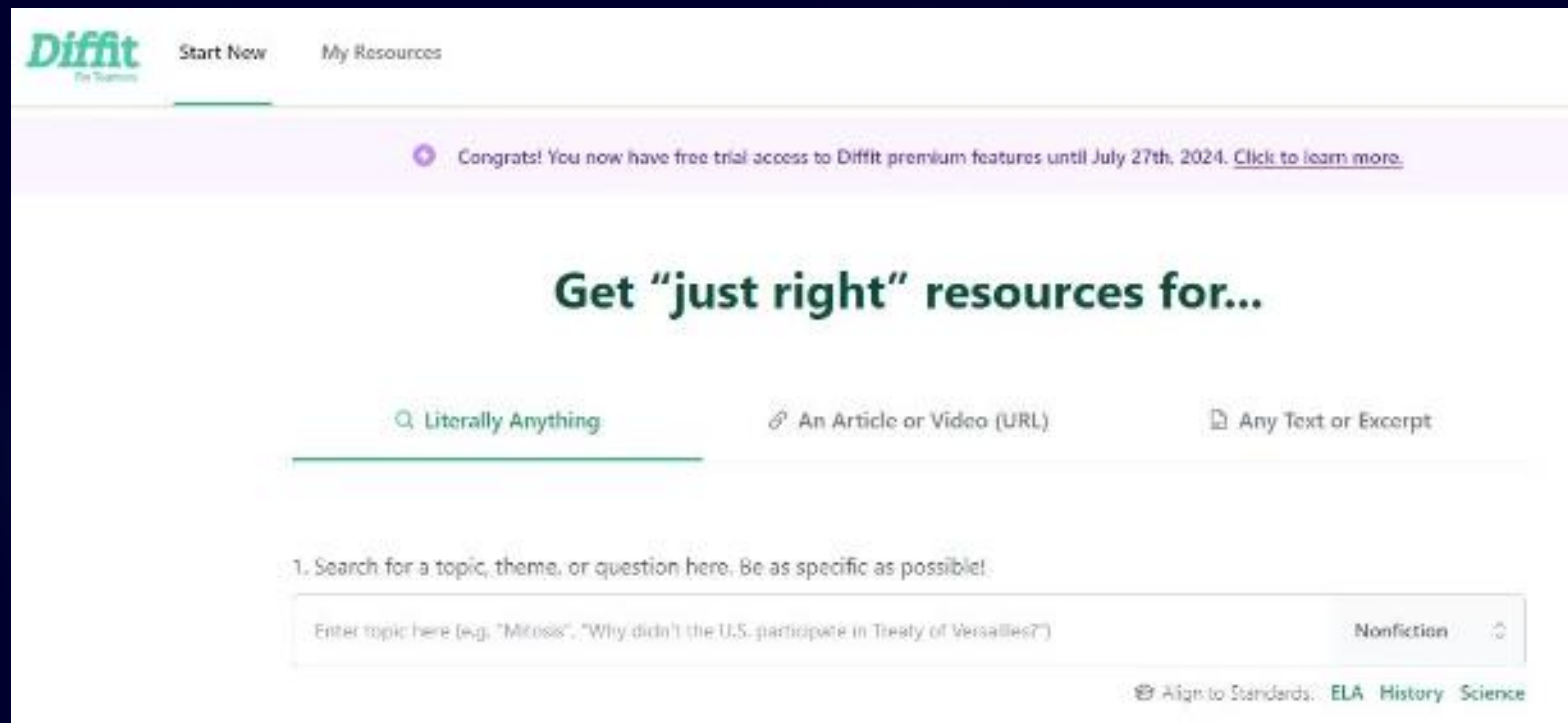 Diffit
For Teachers
Start New My Resources
Congrats! You now have free trial access to Diffit premium features until July 27th, 2024. Click to learn more.
Get "just right" resources for...
Literally Anything An Article or Video (URL) Any Text or Excerpt
1. Search for a topic, theme, or question here. Be as specific as possible!
Enter topic here (e.g. "Mitosis", "Why didn't the U.S. participate in Treaty of Versailles?") Nonfiction
Align to Standards: ELA History Science